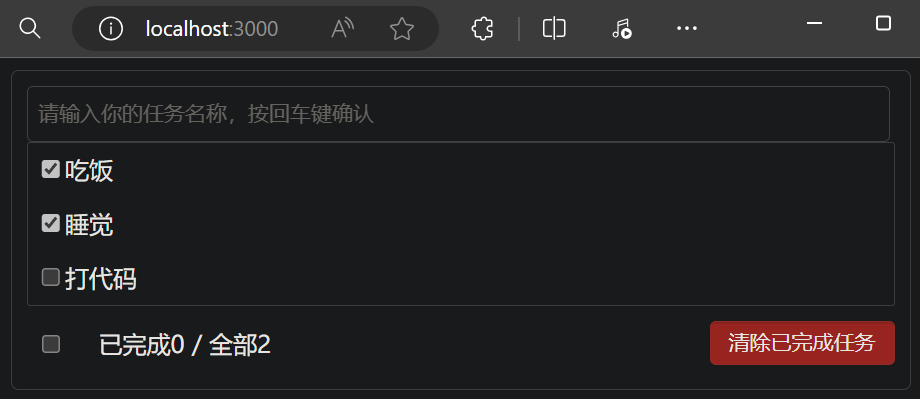 localhost:3000
请输入你的任务名称，按回车键确认
吃饭
睡觉
打代码
已完成0 / 全部2
清除已完成任务